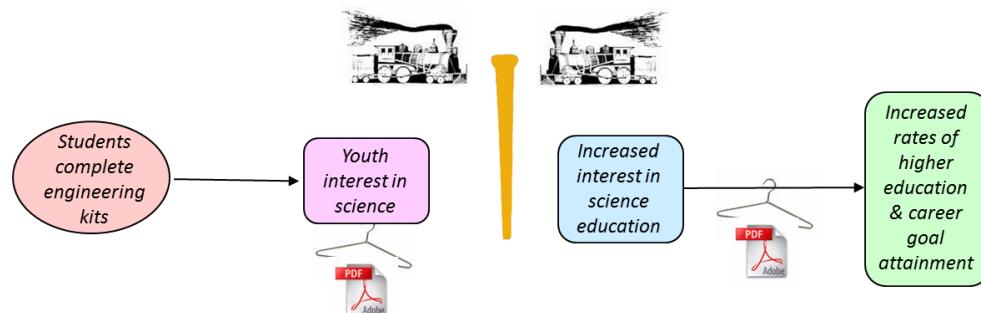 Students
complete
engineering
kits
Youth
interest in
science
PDF
Adobe
Increased
interest in
science
education
PDF
Adobe
Increased
rates of
higher
education
& career
goal
attainment